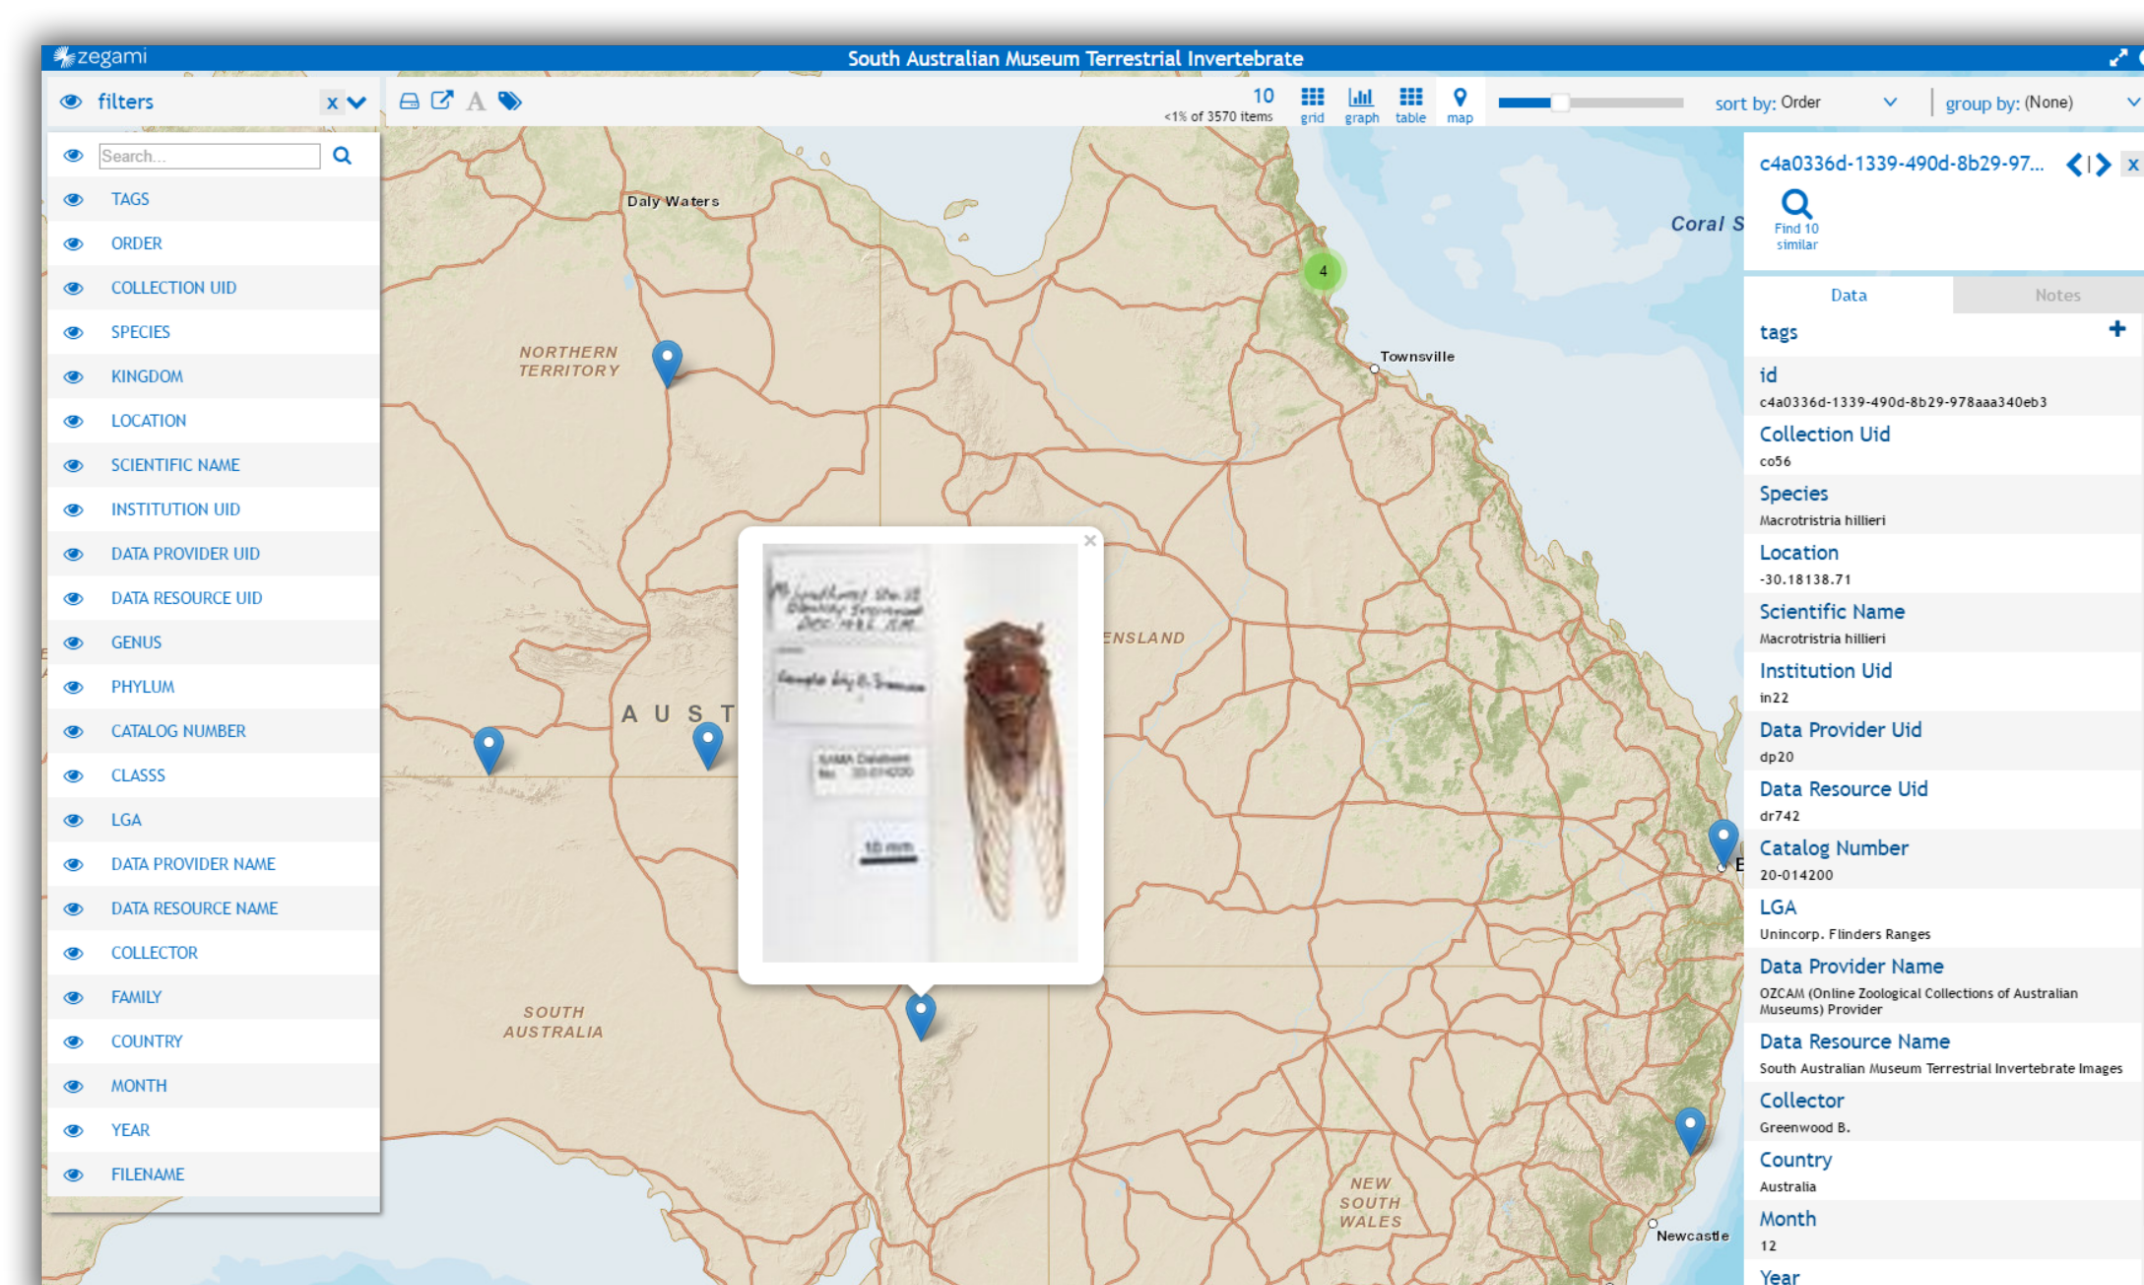 zegami
South Australian Museum Terrestrial Invertebrate
filters
x
A
10
<1% of 3570 items
grid
graph
table
map
sort by: Order
group by: (None)
Search...
TAGS
ORDER
COLLECTION UID
SPECIES
KINGDOM
LOCATION
SCIENTIFIC NAME
INSTITUTION UID
DATA PROVIDER UID
DATA RESOURCE UID
GENUS
PHYLUM
CATALOG NUMBER
CLASSS
LGA
DATA PROVIDER NAME
DATA RESOURCE NAME
COLLECTOR
FAMILY
COUNTRY
MONTH
YEAR
FILENAME
Daly Waters
Coral S
4
NORTHERN
TERRITORY
Townsville
ENSLAND
AUST
SAMA Database
No. 20-014200
10 mm
SOUTH
AUSTRALIA
NEW
SOUTH
WALES
Newcastle
c4a0336d-1339-490d-8b29-97...
x
Find 10
similar
Data
Notes
tags
id
c4a0336d-1339-490d-8b29-978aaa340eb3
Collection Uid
co56
Species
Macrotristria hillieri
Location
-30.18138.71
Scientific Name
Macrotristria hillieri
Institution Uid
in22
Data Provider Uid
dp20
Data Resource Uid
dr742
Catalog Number
20-014200
LGA
Unincorp. Flinders Ranges
Data Provider Name
OZCAM (Online Zoological Collections of Australian
Museums) Provider
Data Resource Name
South Australian Museum Terrestrial Invertebrate Images
Collector
Greenwood B.
Country
Australia
Month
12
Year